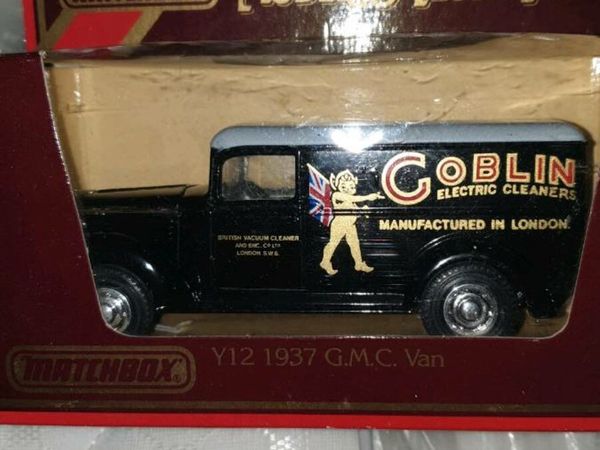 MATCHBOX
GOBLIN
ELECTRIC CLEANERS
MANUFACTURED IN LONDON.
BRITISH VACUUM CLEANER
AND ENG. CO LTD
LONDON. S.W.6.
MATCHBOX
Y12 1937 G.M.C. Van